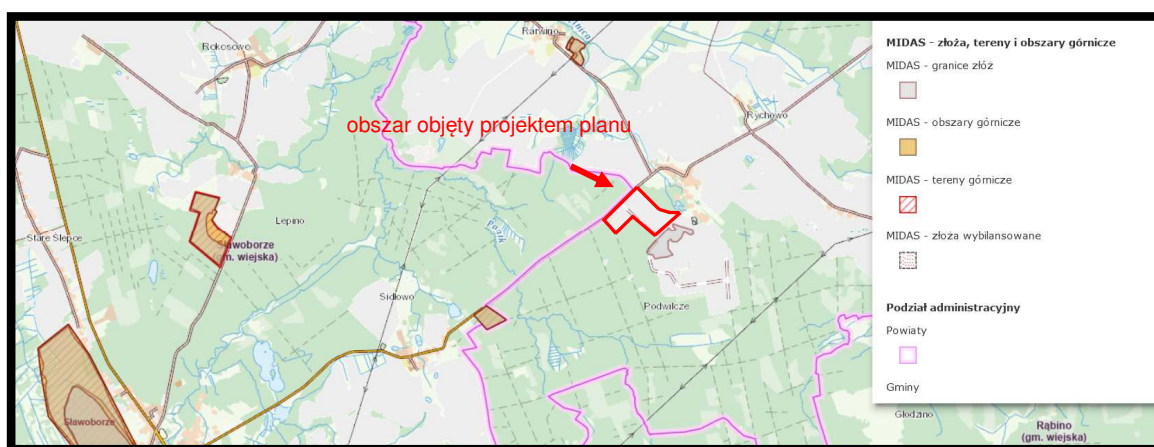 Rokosowo
Rarwino
nica
obszar objęty projektem planu
Rychowo
Lepino
Stare Ślepce
Sławoborze
(gm. wiejska)
Pokik
Sidłowo
Podwilcze
Sławoborze
MIDAS - złoża, tereny i obszary górnicze
MIDAS - granice złóż
MIDAS - obszary górnicze
MIDAS - tereny górnicze
MIDAS - złoża wybilansowane
Podział administracyjny
Powiaty
Gminy
Głodzino
Rąbino
(gm. wiejska)